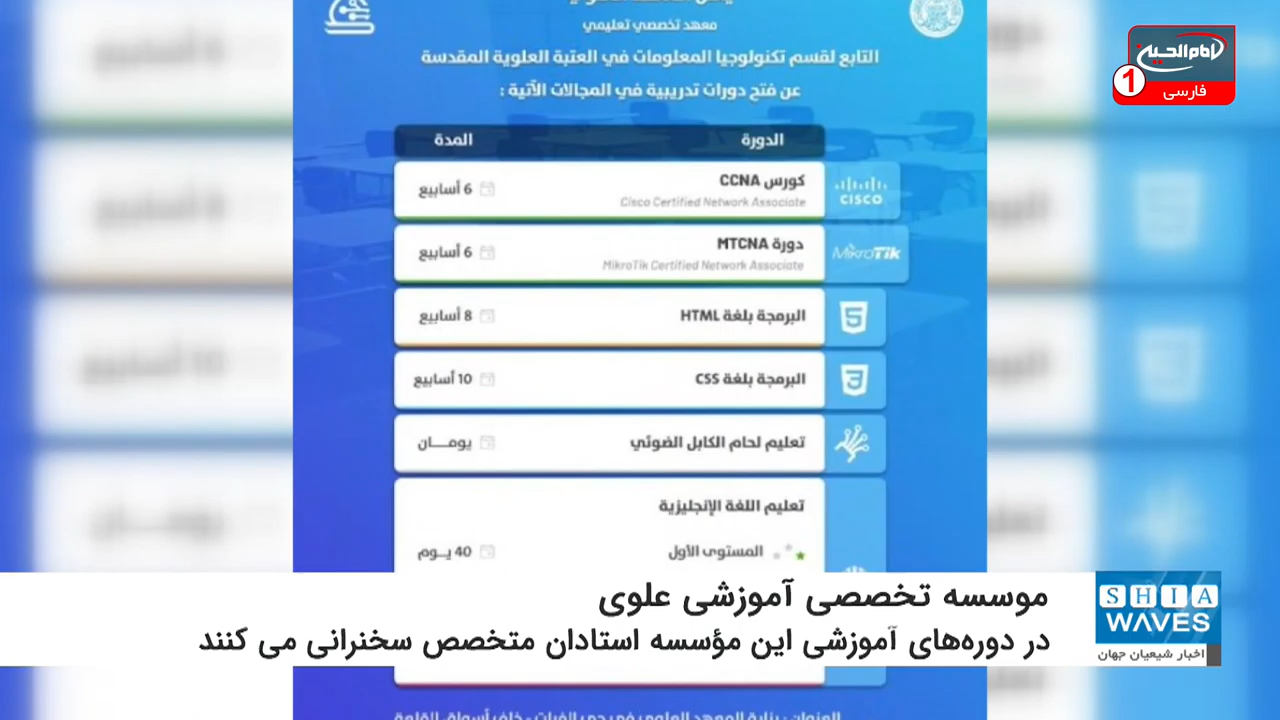 معهد تخصصي تعليمي
التابع لقسم تكنولوجيا المعلومات في العتبة العلوية المقدسة
عن فتح دورات تدريبية في المجالات الآتية :
الدورة المدة
كورس CCNA 6 أسابيع
Cisco Certified Network Associate
CISCO
دورة MTCNA 6 أسابيع
MikroTik Certified Network Associate
MikroTik
البرمجة بلغة HTML 8 أسابيع
البرمجة بلغة CSS 10 أسابيع
تعليم لحام الكابل الضوئي يومـــان
تعليم اللغة الإنجليزية
المستوى الأول 40 يــوم
امام الحسین
1
فارسی
موسسه تخصصی آموزشی علوی
در دوره‌های آموزشی این مؤسسه استادان متخصص سخنرانی می کنند
SHIA
WAVES
اخبار شیعیان جهان